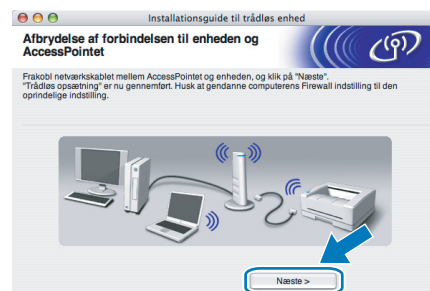 Installationsguide til trådløs enhed
Afbrydelse af forbindelsen til enheden og
AccessPointet
Frakobl netværkskablet mellem AccessPointet og enheden, og klik på "Næste".
"Trådløs opsætning" er nu gennemført. Husk at gendanne computerens Firewall indstilling til den
oprindelige indstilling.
Næste >